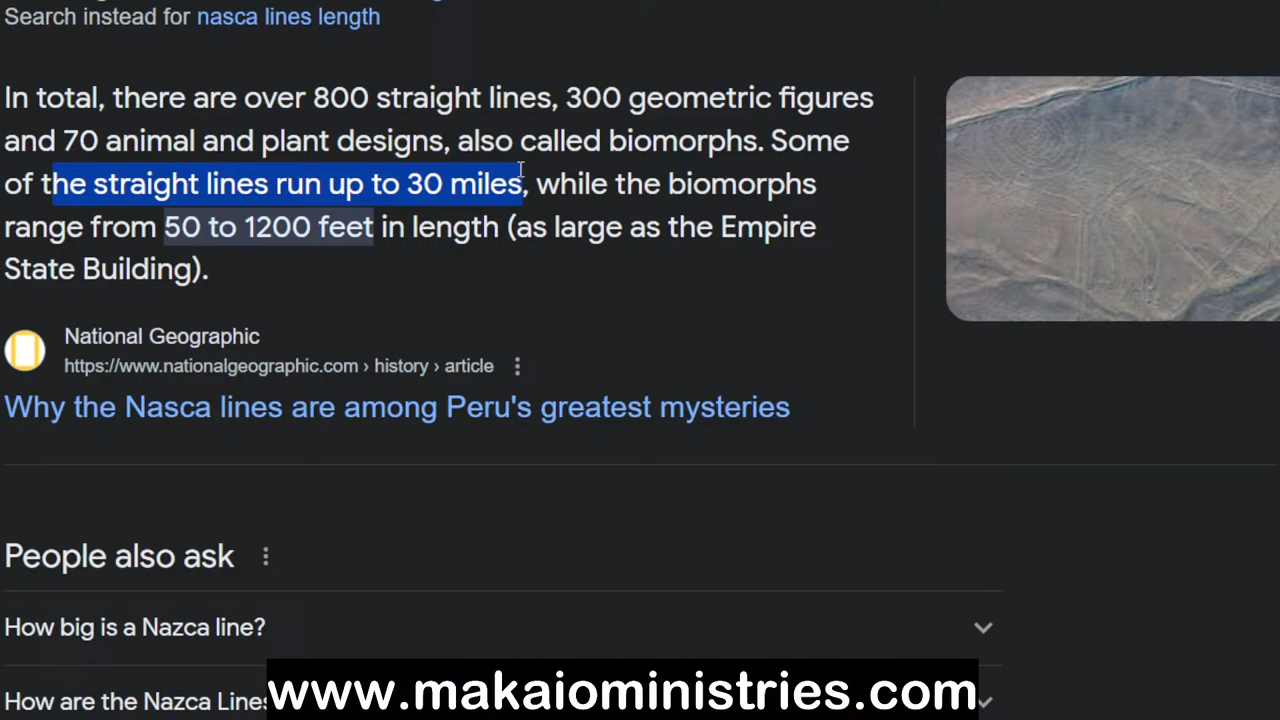 Search instead for nasca lines length
In total, there are over 800 straight lines, 300 geometric figures
and 70 animal and plant designs, also called biomorphs. Some
of the straight lines run up to 30 miles, while the biomorphs
range from 50 to 1200 feet in length (as large as the Empire
State Building).
National Geographic
https://www.nationalgeographic.com › history › article
Why the Nasca lines are among Peru's greatest mysteries
People also ask
How big is a Nazca line?
How are the Nazca Lines
www.makaioministries.com